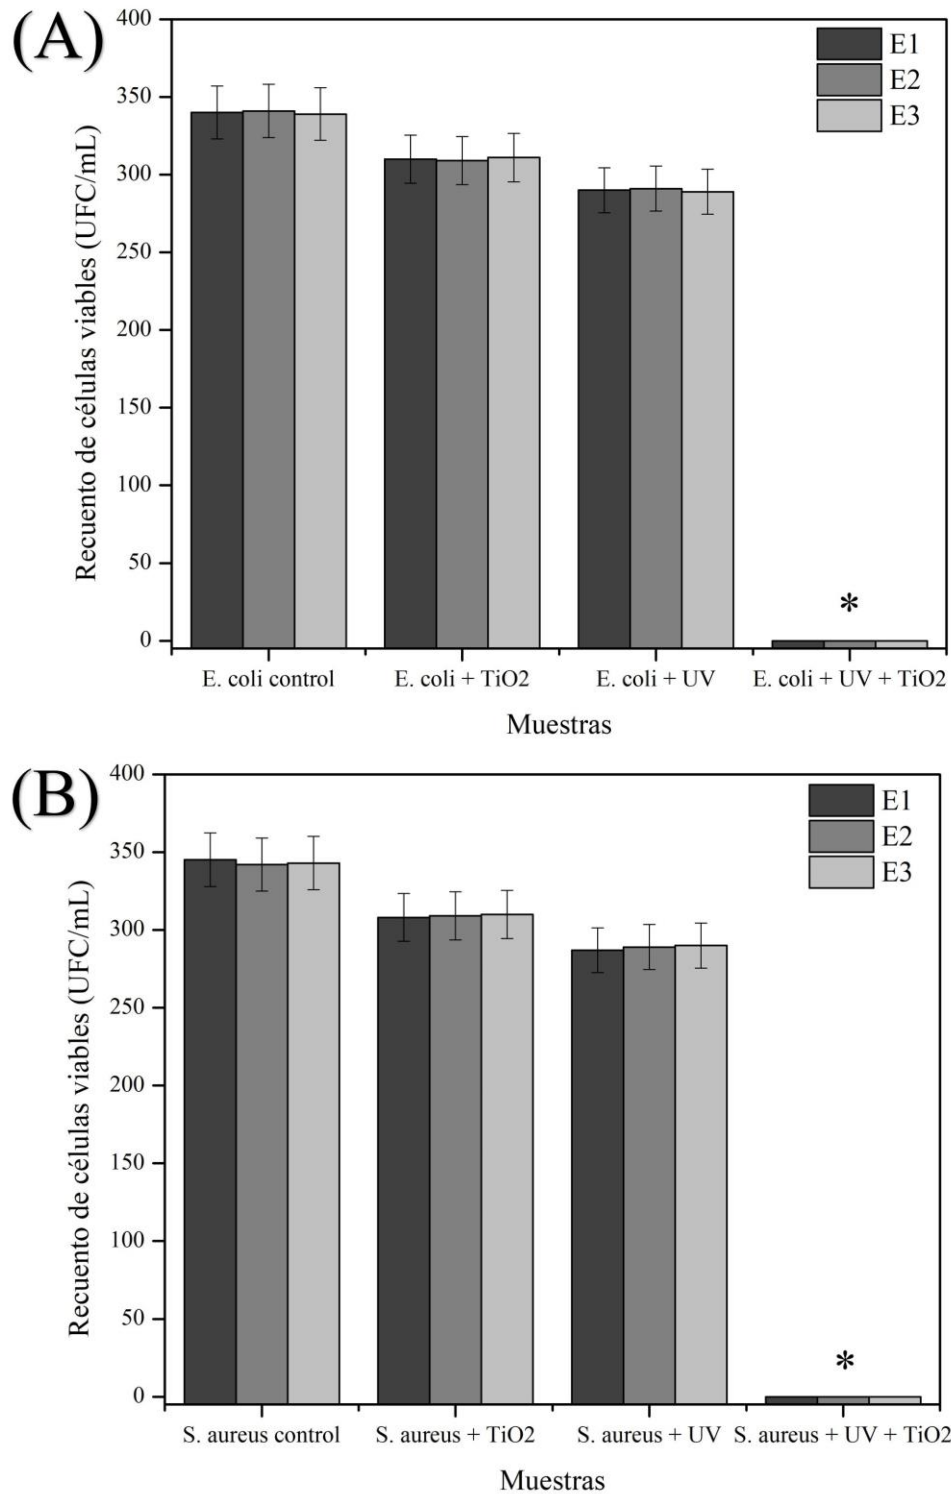 (A)
400
350
300
250
200
150
100
50
0
Recuento de células viables (UFC/mL)
E1
E2
E3
*
E. coli control
E. coli + TiO2
E. coli + UV
E. coli + UV + TiO2
Muestras
(B)
400
350
300
250
200
150
100
50
0
Recuento de células viables (UFC/mL)
E1
E2
E3
*
S. aureus control
S. aureus + TiO2
S. aureus + UV
S. aureus + UV + TiO2
Muestras